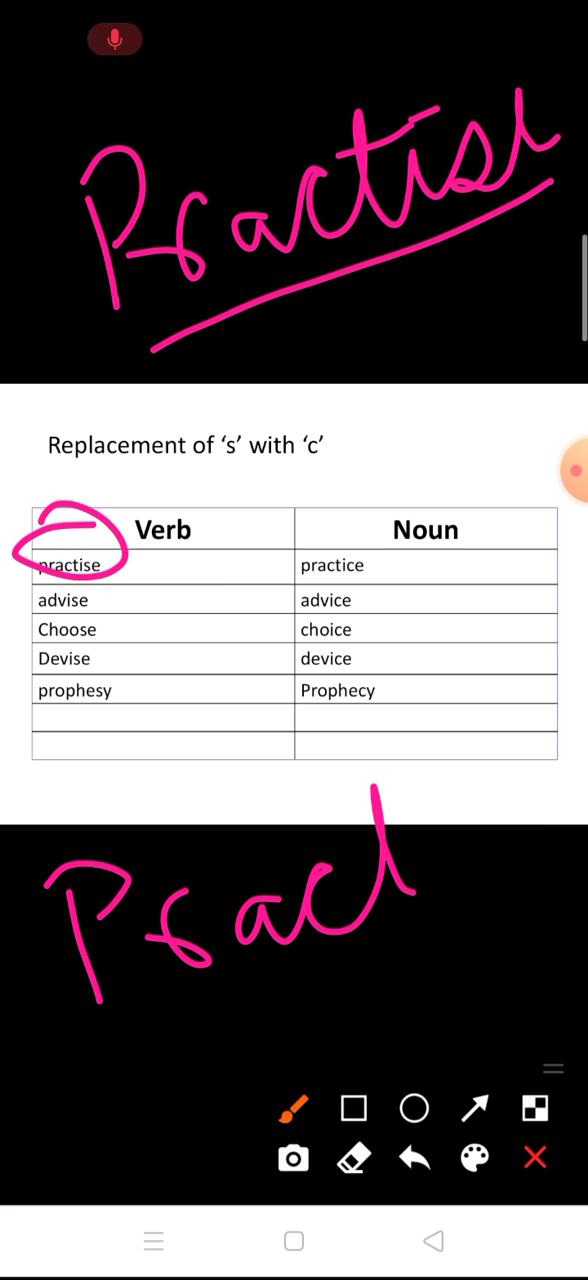 Practise
Replacement of ‘s’ with ‘c’
Verb Noun
practise practice
advise advice
Choose choice
Devise device
prophesy Prophecy
Pract